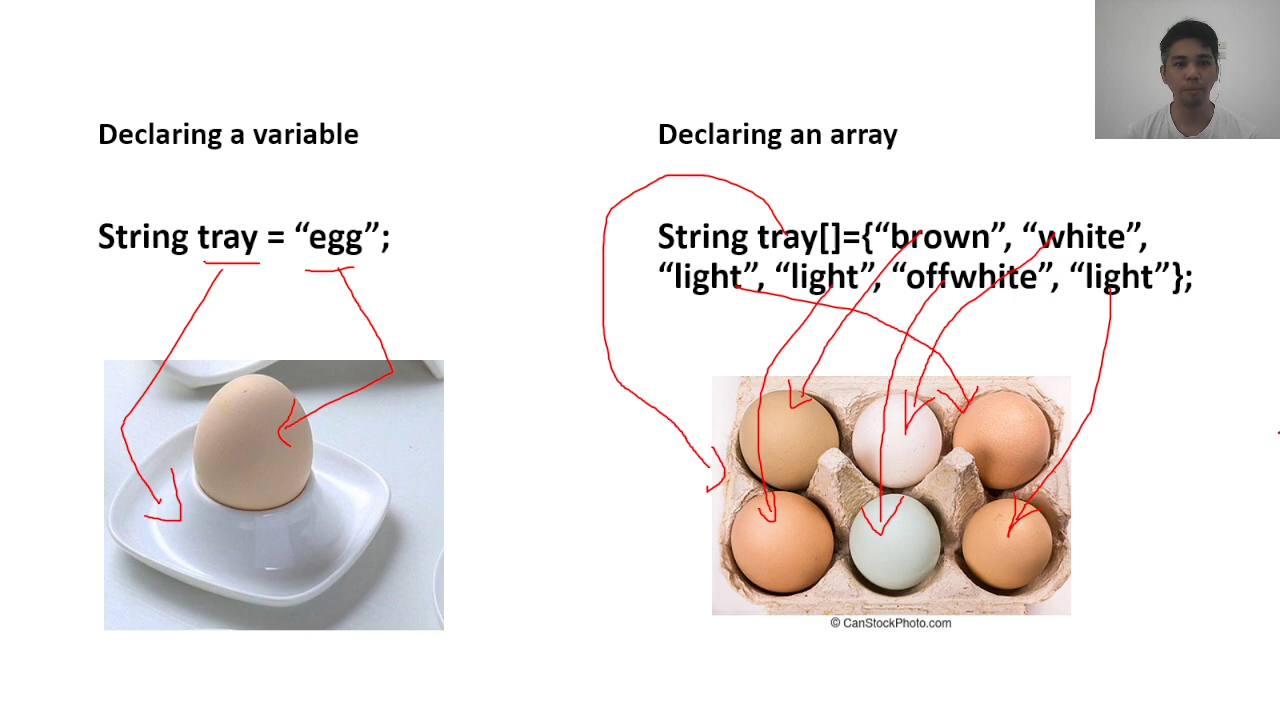 Declaring a variable
String tray = “egg”;
Declaring an array
String tray[]={“brown”, “white”,
“light”, “light”, “offwhite”, “light”};
© CanStockPhoto.com